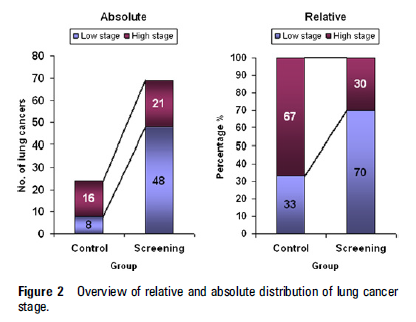 Absolute
Low stage High stage
No. of lung cancers
80
70
60
50
40
30
20
10
0
16
8
21
48
Control Screening
Group
Relative
Low stage High stage
Percentage %
100
90
80
70
60
50
40
30
20
10
0
67
33
30
70
Control Screening
Group
Figure 2 Overview of relative and absolute distribution of lung cancer
stage.